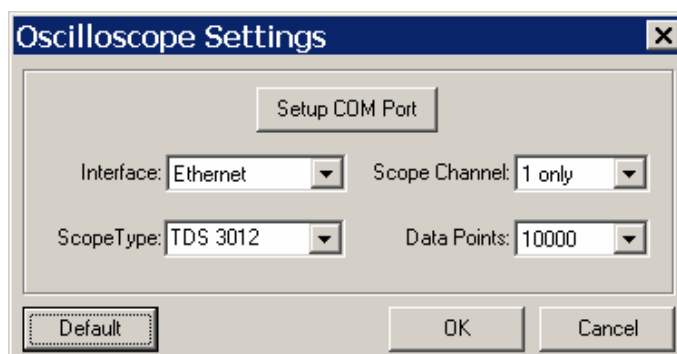 Oscilloscope Settings
Setup COM Port
Interface: Ethernet Scope Channel: 1 only
ScopeType: TDS 3012 Data Points: 10000
Default OK Cancel